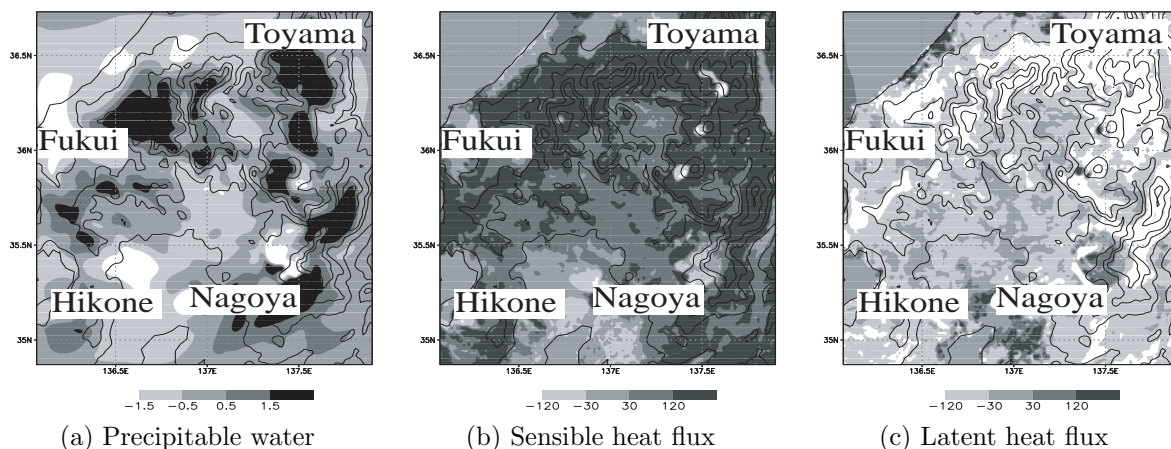 Toyama
Fukui
Hikone
Nagoya
36.5N
36N
35.5N
35N
136.5E
137E
137.5E
−1.5 −0.5 0.5 1.5
(a) Precipitable water
Toyama
Fukui
Hikone
Nagoya
36.5N
36N
35.5N
35N
136.5E
137E
137.5E
−120 −30 30 120
(b) Sensible heat flux
Toyama
Fukui
Hikone
Nagoya
36.5N
36N
35.5N
35N
136.5E
137E
137.5E
−120 −30 30 120
(c) Latent heat flux